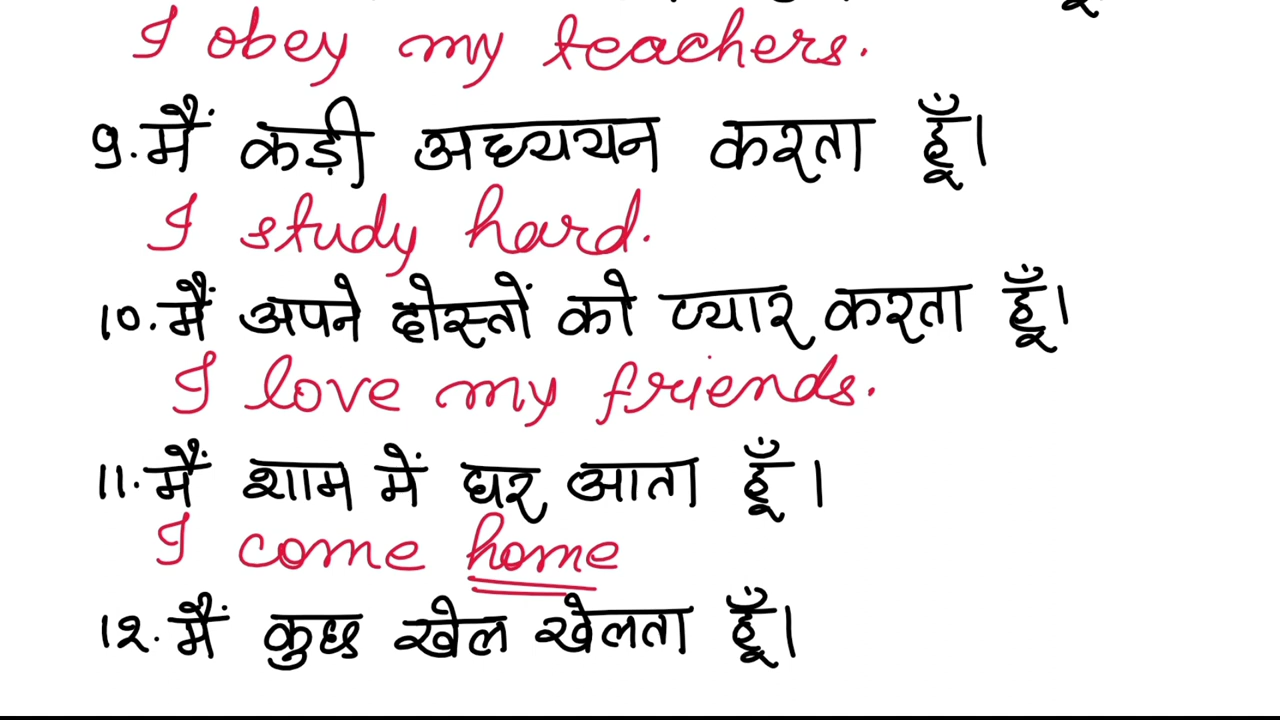 I obey my teachers.
9. मैं कड़ी अध्ययन करता हूँ।
I study hard.
10. मैं अपने दोस्तों को प्यार करता हूँ।
I love my friends.
11. मैं शाम में घर आता हूँ।
I come home
12. मैं कुछ खेल खेलता हूँ।